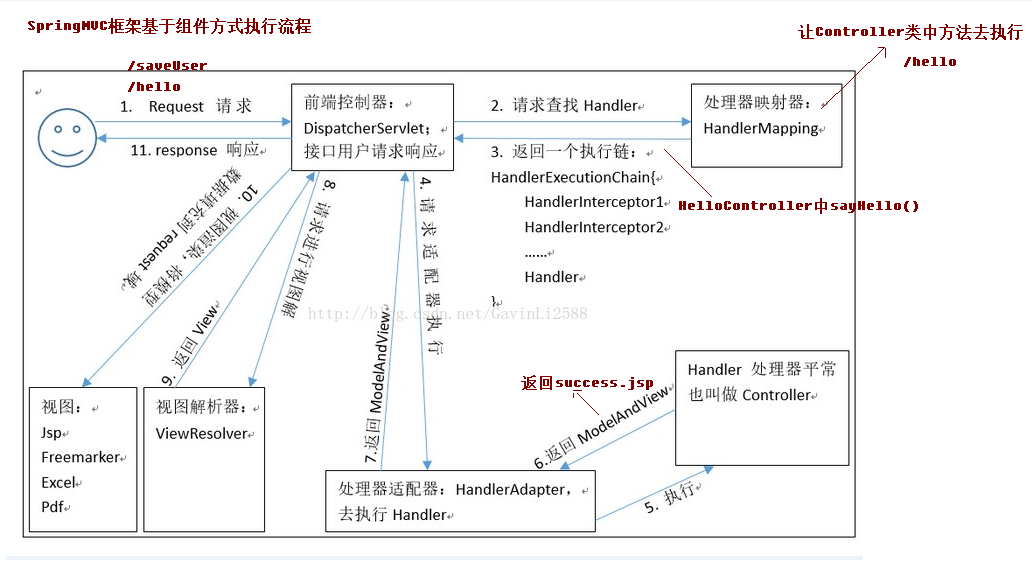 SpringMVC框架基于组件方式执行流程
让Controller类中方法去执行
/hello
/saveUser
/hello
1. Request 请求
11. response 响应
前端控制器:
DispatcherServlet;
接口用户请求响应
2. 请求查找 Handler
3. 返回一个执行链:
HandlerExecutionChain{
HandlerInterceptor1
HandlerInterceptor2
......
Handler
}
处理器映射器:
HandlerMapping
HelloController中sayHello()
10. 视图渲染, 将模型
数据填充到 request 域。
9. 返回 View
8. 请求进行视图解
4. 请求适配器执行
7.返回 ModelAndView
http://blog.csdn.net/GavinLi2588
返回success.jsp
6.返回 ModelAndView
Handler 处理器平常
也叫做 Controller
视图:
Jsp
Freemarker
Excel
Pdf
视图解析器:
ViewResolver
处理器适配器: HandlerAdapter,
去执行 Handler
5. 执行